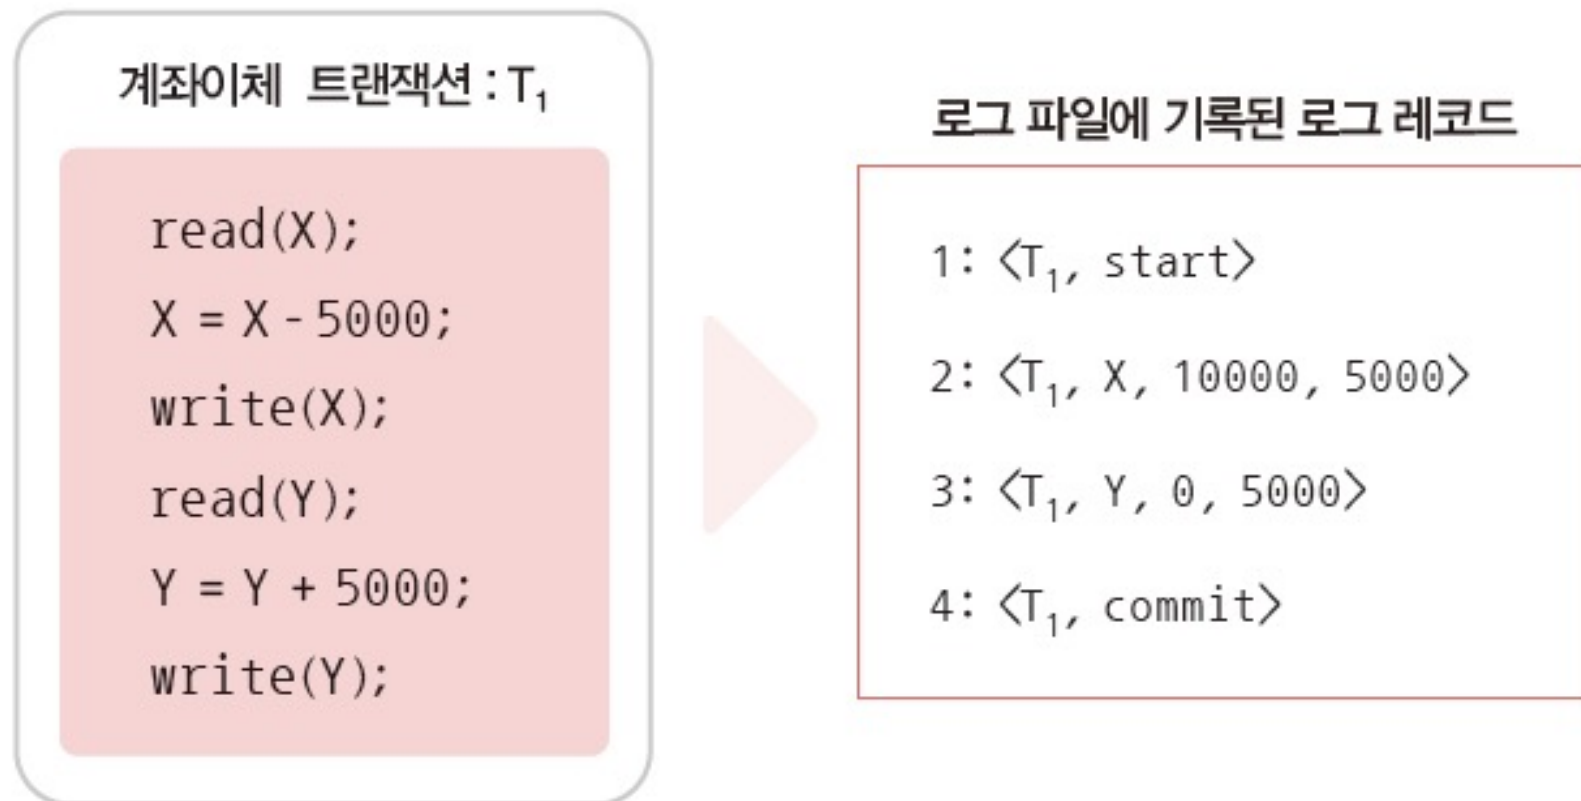 계좌이체 트랜잭션 : T₁
read(X);
X = X - 5000;
write(X);
read(Y);
Y = Y + 5000;
write(Y);
로그 파일에 기록된 로그 레코드
1: <T₁, start>
2: <T₁, X, 10000, 5000>
3: <T₁, Y, 0, 5000>
4: <T₁, commit>